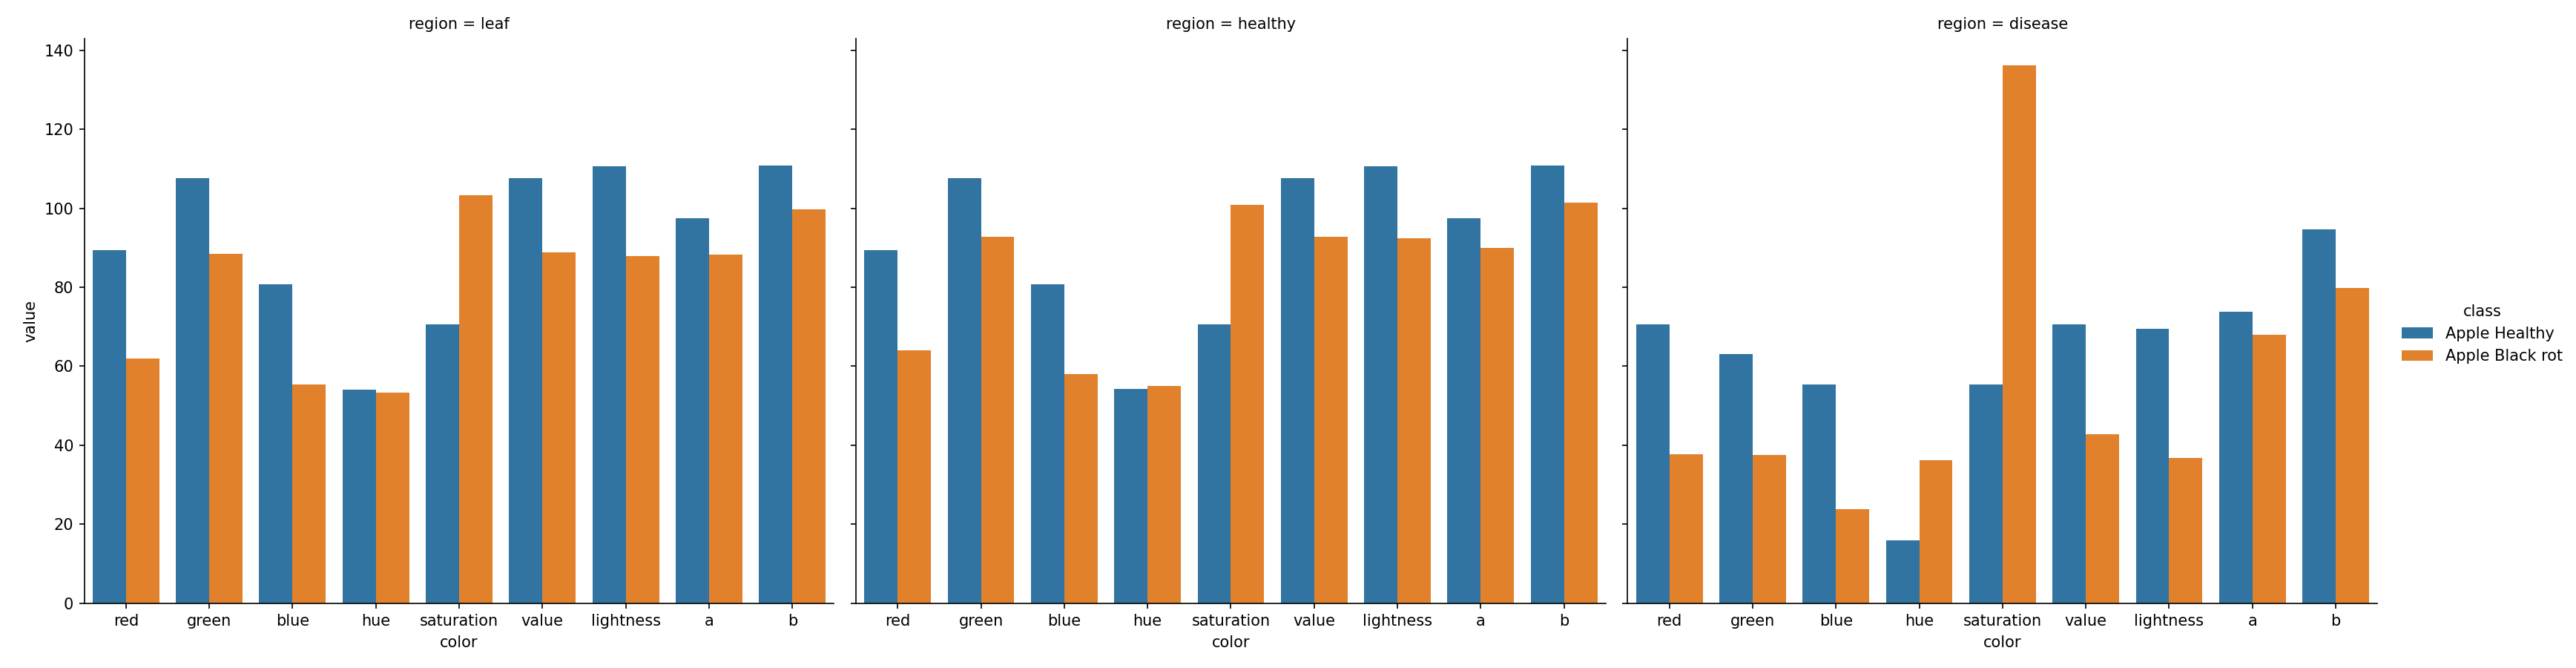 region = leaf
region = healthy
region = disease
140
120
100
80
60
40
20
0
value
red green blue hue saturation value lightness a b
color
red green blue hue saturation value lightness a b
color
red green blue hue saturation value lightness a b
color
class
Apple Healthy
Apple Black rot